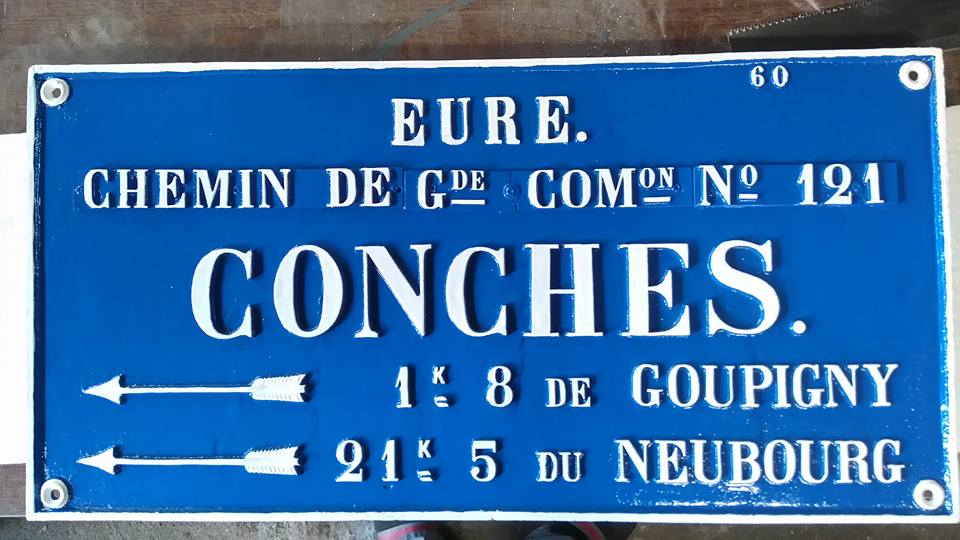 60
EURE.
CHEMIN DE Gᴰᴱ COMᴼᴺ Nº 121
CONCHES.
1ᴷ 8 DE GOUPIGNY
21ᴷ 5 DU NEUBOURG